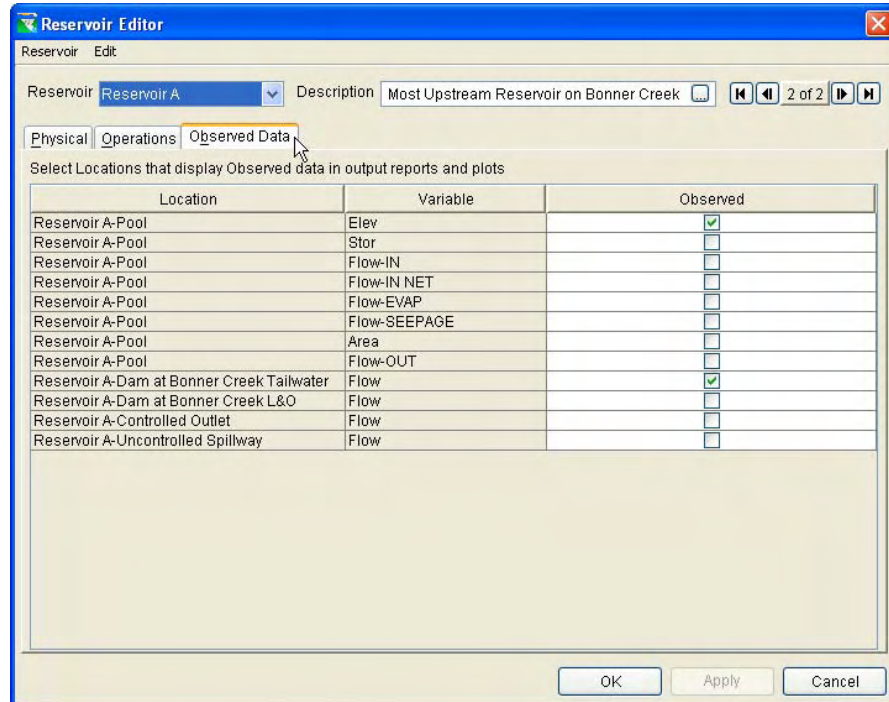 Reservoir Editor
Reservoir Edit
Reservoir Reservoir A Description Most Upstream Reservoir on Bonner Creek ... 2 of 2
Physical Operations Observed Data
Select Locations that display Observed data in output reports and plots
Location Variable Observed
Reservoir A-Pool Elev
Reservoir A-Pool Stor
Reservoir A-Pool Flow-IN
Reservoir A-Pool Flow-IN NET
Reservoir A-Pool Flow-EVAP
Reservoir A-Pool Flow-SEEPAGE
Reservoir A-Pool Area
Reservoir A-Pool Flow-OUT
Reservoir A-Dam at Bonner Creek Tailwater Flow
Reservoir A-Dam at Bonner Creek L&O Flow
Reservoir A-Controlled Outlet Flow
Reservoir A-Uncontrolled Spillway Flow
OK Apply Cancel